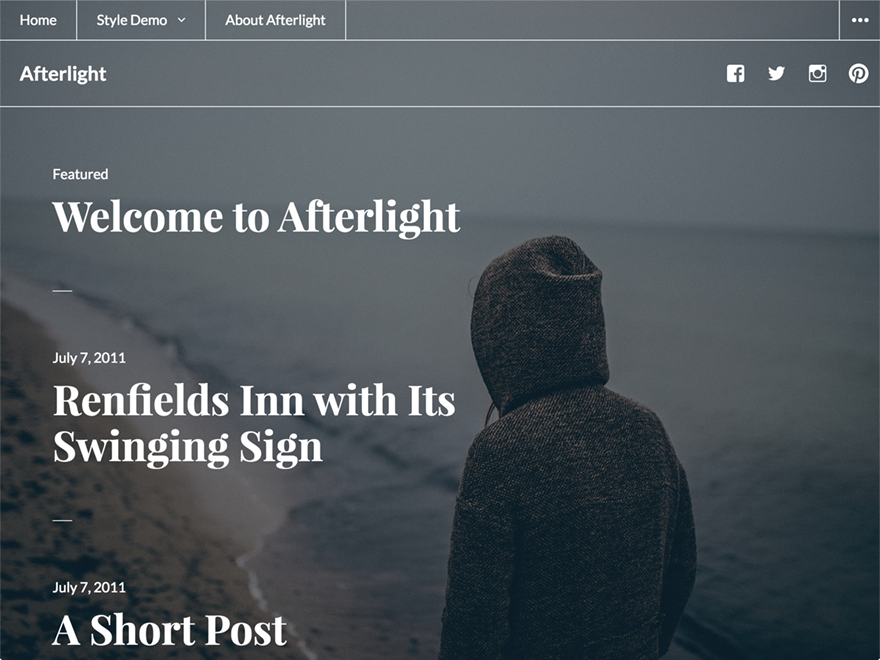 Home Style Demo About Afterlight
Afterlight
Featured
Welcome to Afterlight
July 7, 2011
Renfields Inn with Its
Swinging Sign
July 7, 2011
A Short Post